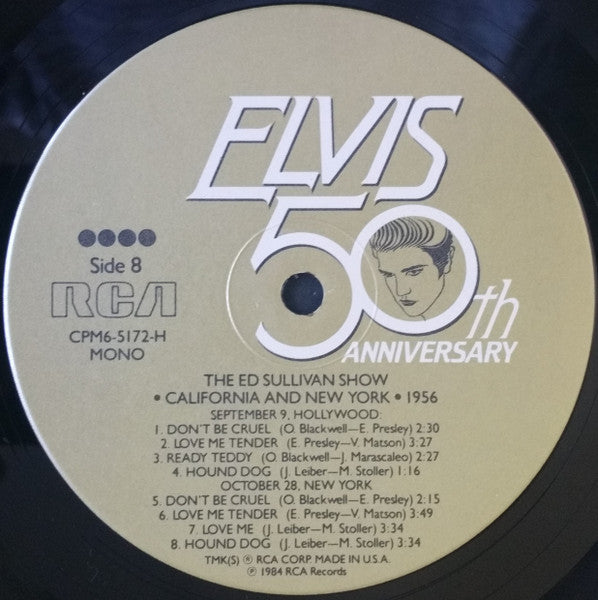 ELVIS
50th
ANNIVERSARY
Side 8
RCA
CPM6-5172-H
MONO
THE ED SULLIVAN SHOW
• CALIFORNIA AND NEW YORK • 1956
SEPTEMBER 9, HOLLYWOOD:
1. DON'T BE CRUEL (O. Blackwell—E. Presley) 2:30
2. LOVE ME TENDER (E. Presley—V. Matson) 3:27
3. READY TEDDY (O. Blackwell—J. Marascaleo) 2:27
4. HOUND DOG (J. Leiber—M. Stoller) 1:16
OCTOBER 28, NEW YORK
5. DON'T BE CRUEL (O. Blackwell—E. Presley) 2:15
6. LOVE ME TENDER (E. Presley—V. Matson) 3:49
7. LOVE ME (J. Leiber—M. Stoller) 3:34
8. HOUND DOG (J. Leiber—M. Stoller) 3:34
TMK(S) ® RCA CORP. MADE IN U.S.A.
℗ 1984 RCA Records